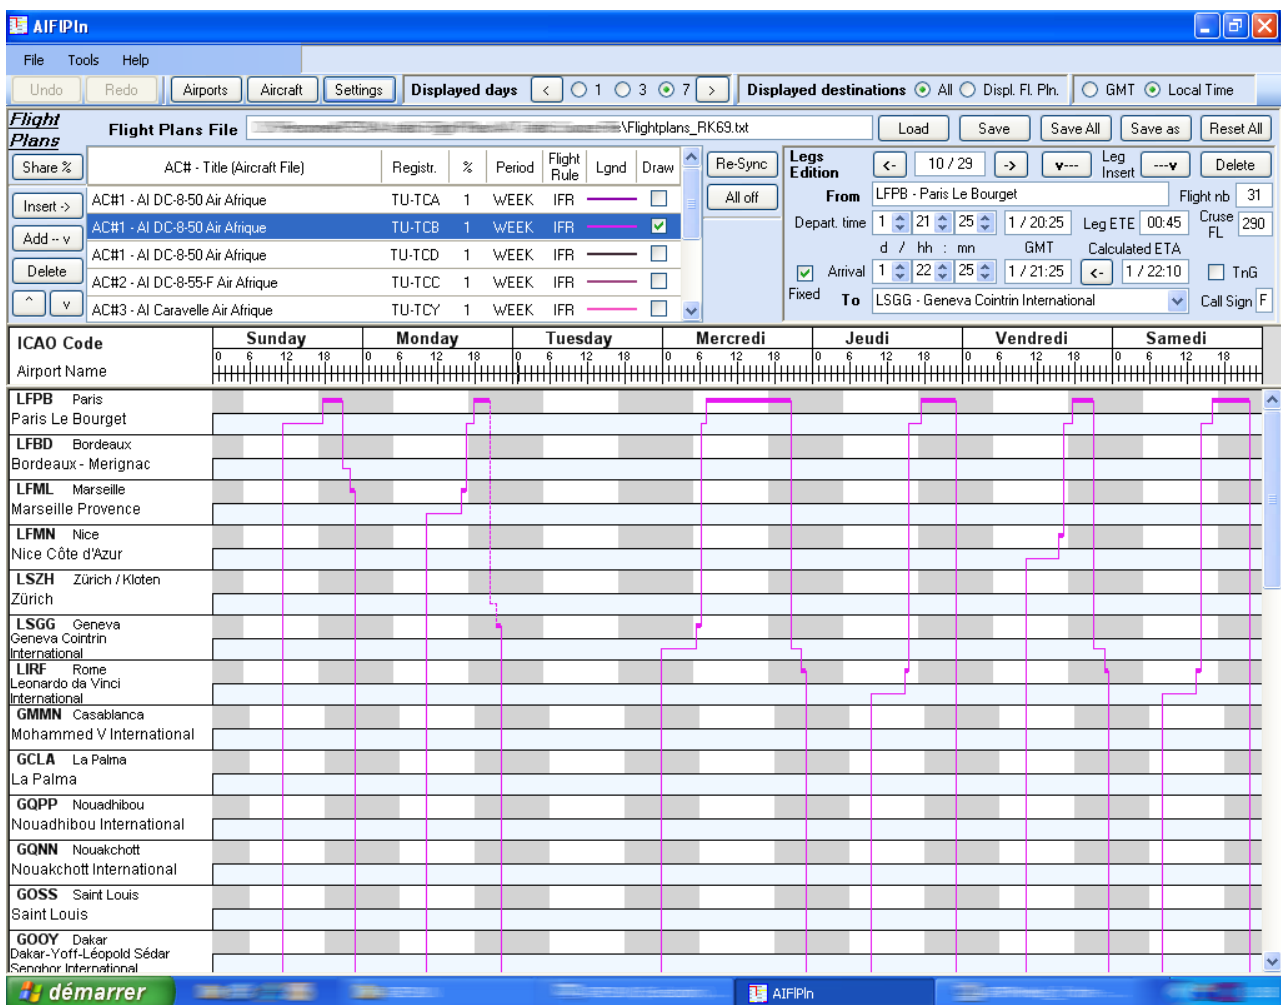 AIFlPln
File Tools Help
Undo Redo Airports Aircraft Settings Displayed days < 1 3 7 > Displayed destinations All Displ. Fl. Pln. GMT Local Time
Flight Plans
Flight Plans File \Flightplans_RK69.txt Load Save Save All Save as Reset All
Share % AC# - Title (Aircraft File) Registr. % Period Flight Rule Lgnd Draw
Insert -> AC#1 - AI DC-8-50 Air Afrique TU-TCA 1 WEEK IFR
Add -- v AC#1 - AI DC-8-50 Air Afrique TU-TCB 1 WEEK IFR
AC#1 - AI DC-8-50 Air Afrique TU-TCD 1 WEEK IFR
Delete AC#2 - AI DC-8-55-F Air Afrique TU-TCC 1 WEEK IFR
^ v AC#3 - AI Caravelle Air Afrique TU-TCY 1 WEEK IFR
Re-Sync
All off
Legs Edition <- 10 / 29 -> v--- Leg Insert ---v Delete
From LFPB - Paris Le Bourget Flight nb 31
Depart. time 1 21 25 1 / 20:25 Leg ETE 00:45 Cruse FL 290
d / hh : mn GMT Calculated ETA
Arrival 1 22 25 1 / 21:25 <- 1 / 22:10 TnG
Fixed To LSGG - Geneva Cointrin International Call Sign F
ICAO Code Sunday Monday Tuesday Mercredi Jeudi Vendredi Samedi
0 6 12 18 0 6 12 18 0 6 12 18 0 6 12 18 0 6 12 18 0 6 12 18 0 6 12 18
Airport Name
LFPB Paris
Paris Le Bourget
LFBD Bordeaux
Bordeaux - Merignac
LFML Marseille
Marseille Provence
LFMN Nice
Nice Côte d'Azur
LSZH Zürich / Kloten
Zürich
LSGG Geneva
Geneva Cointrin
International
LIRF Rome
Leonardo da Vinci
International
GMMN Casablanca
Mohammed V International
GCLA La Palma
La Palma
GQPP Nouadhibou
Nouadhibou International
GQNN Nouakchott
Nouakchott International
GOSS Saint Louis
Saint Louis
GOOY Dakar
Dakar-Yoff-Léopold Sédar
Senghor International
démarrer AIFlPln